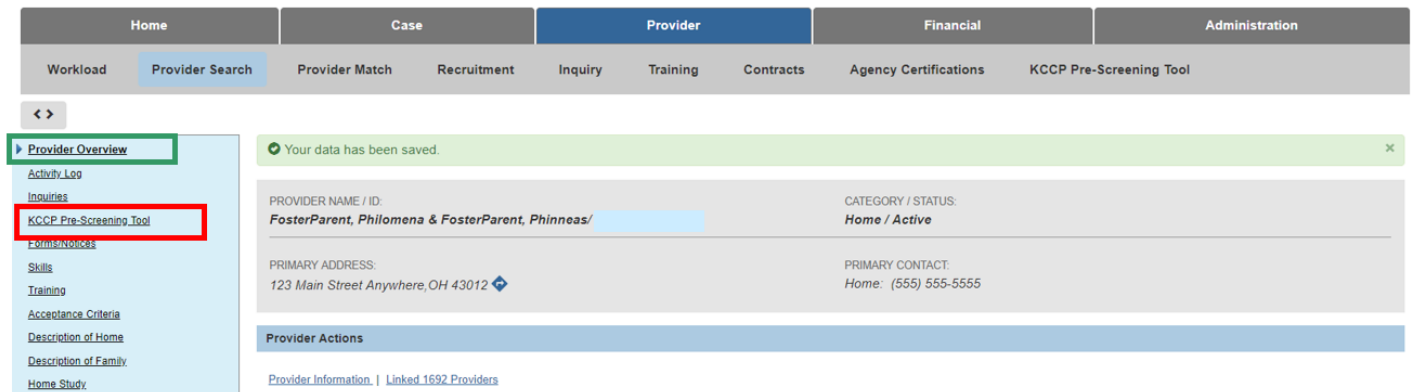 Home Case Provider Financial Administration
Workload Provider Search Provider Match Recruitment Inquiry Training Contracts Agency Certifications KCCP Pre-Screening Tool
< >
Provider Overview
Activity Log
Inquiries
KCCP Pre-Screening Tool
Forms/Notices
Skills
Training
Acceptance Criteria
Description of Home
Description of Family
Home Study
Your data has been saved. ×
PROVIDER NAME / ID: CATEGORY / STATUS:
FosterParent, Philomena & FosterParent, Phinneas/ Home / Active
PRIMARY ADDRESS: PRIMARY CONTACT:
123 Main Street Anywhere,OH 43012 Home: (555) 555-5555
Provider Actions
Provider Information | Linked 1692 Providers